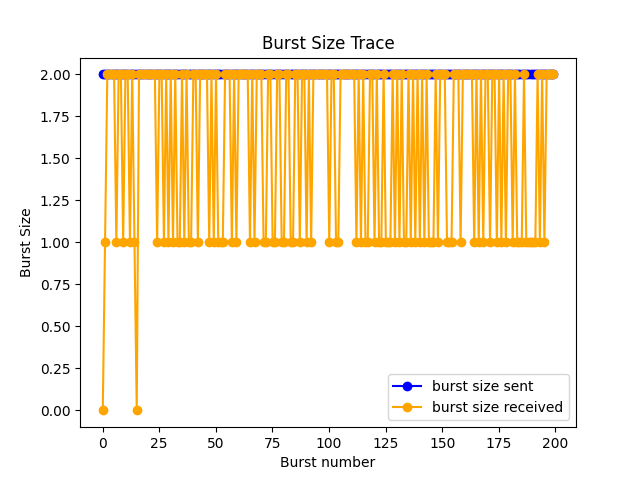 Burst Size Trace
2.00
1.75
1.50
1.25
1.00
0.75
0.50
0.25
0.00
Burst Size
0 25 50 75 100 125 150 175 200
Burst number
burst size sent
burst size received